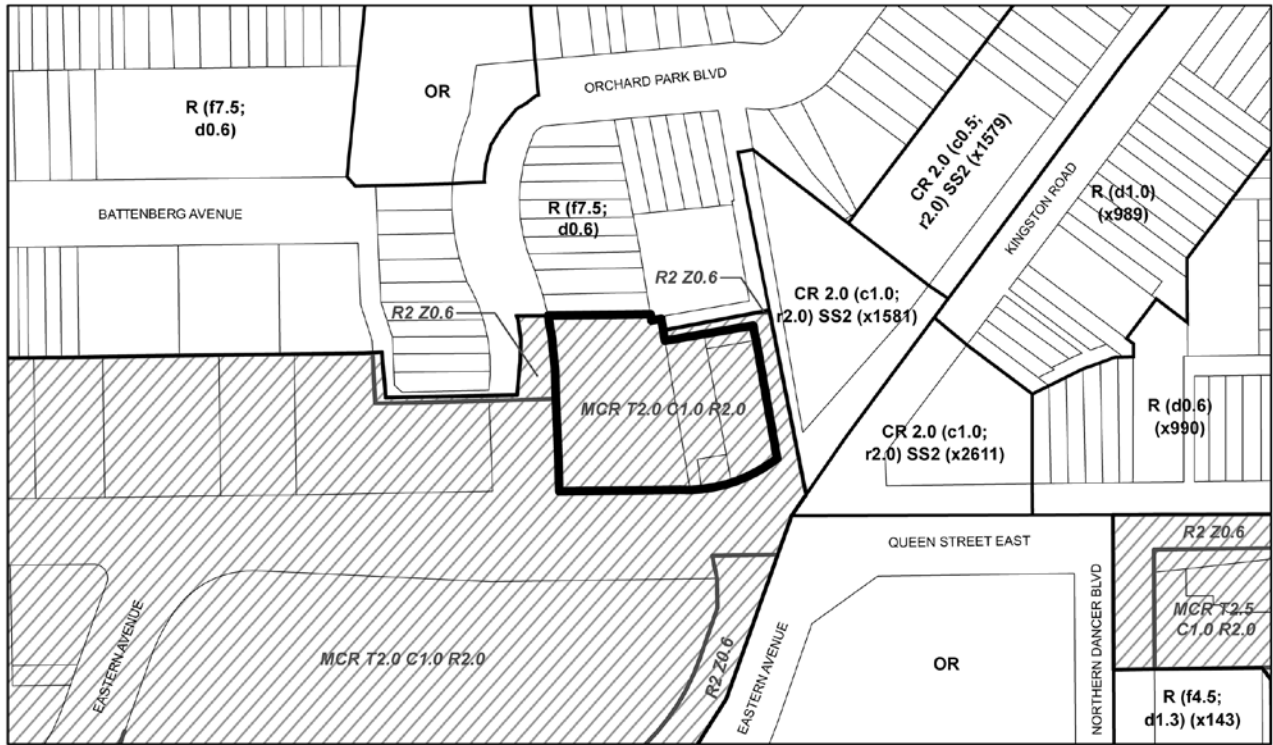 ORCHARD PARK BLVD
OR
R (f7.5;
d0.6)
CR 2.0 (c0.5;
r2.0) SS2 (x1579)
KINGSTON ROAD
R (d1.0)
(x989)
BATTENBERG AVENUE
R (f7.5;
d0.6)
R2 Z0.6
CR 2.0 (c1.0;
r2.0) SS2 (x1581)
R2 Z0.6
MCR T2.0 C1.0 R2.0
R (d0.6)
(x990)
CR 2.0 (c1.0;
r2.0) SS2 (x2611)
QUEEN STREET EAST
R2 Z0.6
EASTERN AVENUE
MCR T2.0 C1.0 R2.0
R2 Z0.6
EASTERN AVENUE
OR
NORTHERN DANCER BLVD
MCR T2.5
C1.0 R2.0
R (f4.5;
d1.3) (x143)